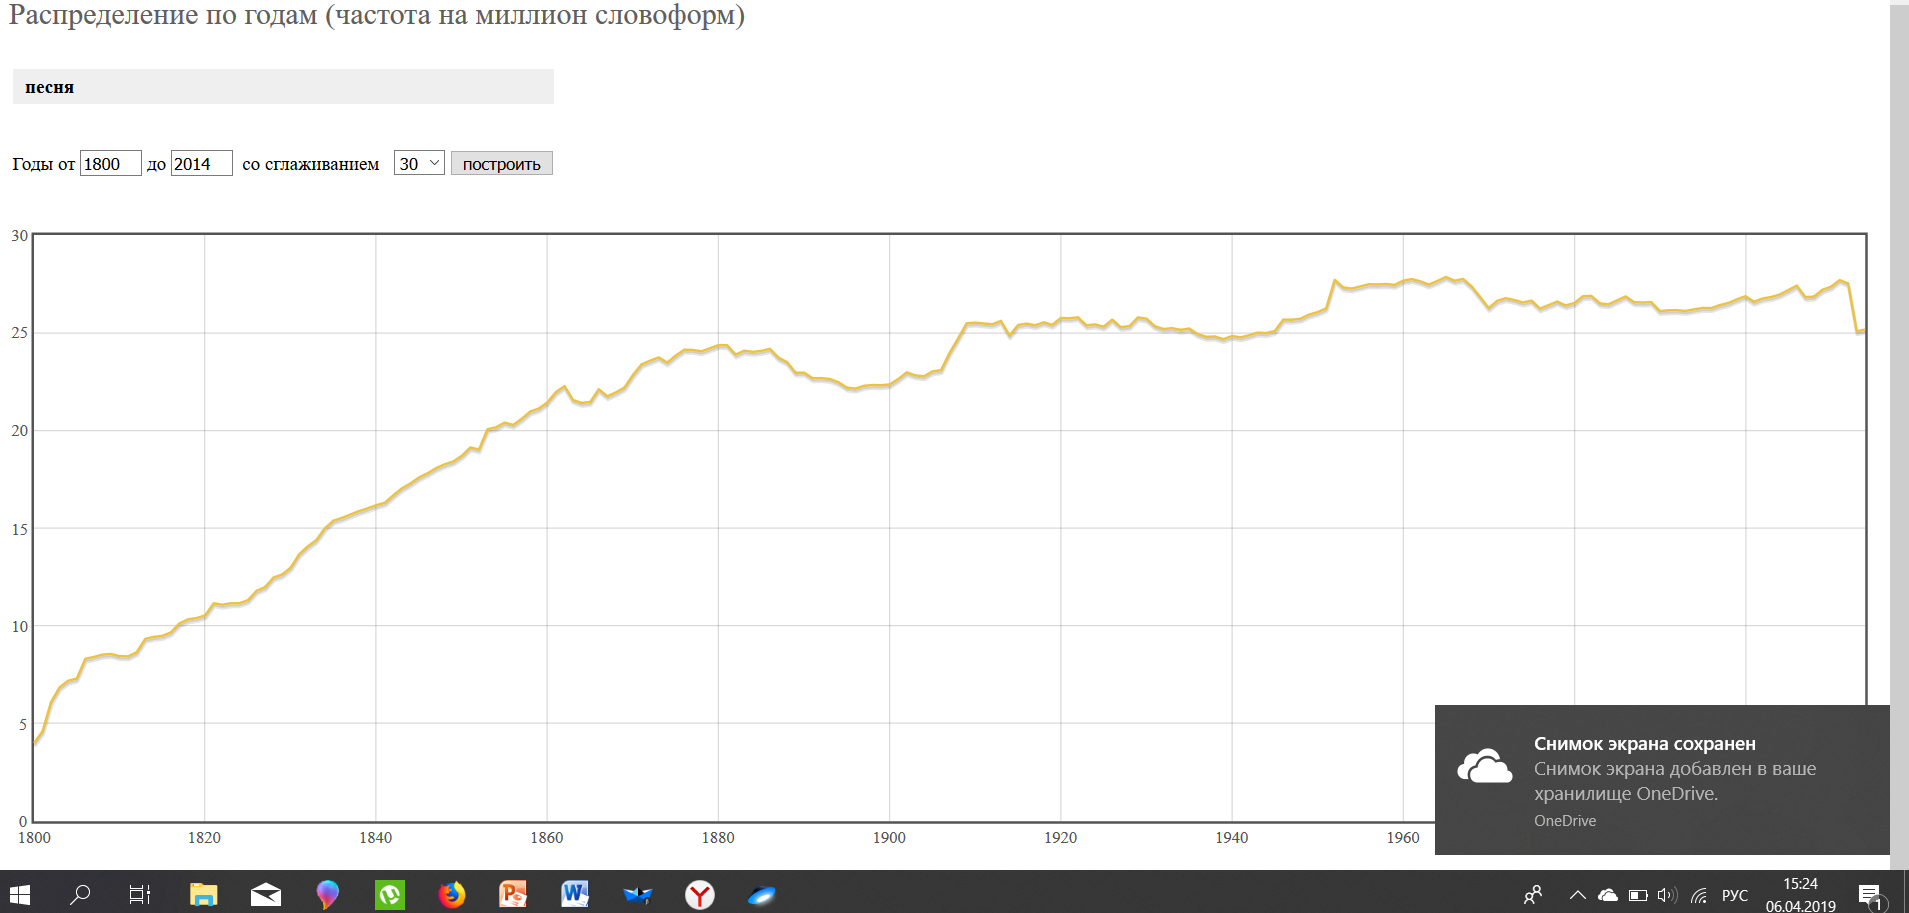 Распределение по годам (частота на миллион словоформ)
песня
Годы от 1800 до 2014 со сглаживанием 30 построить
30
25
20
15
10
5
0
1800 1820 1840 1860 1880 1900 1920 1940 1960
Снимок экрана сохранен
Снимок экрана добавлен в ваше
хранилище OneDrive.
OneDrive
РУС
15:24
06.04.2019
1